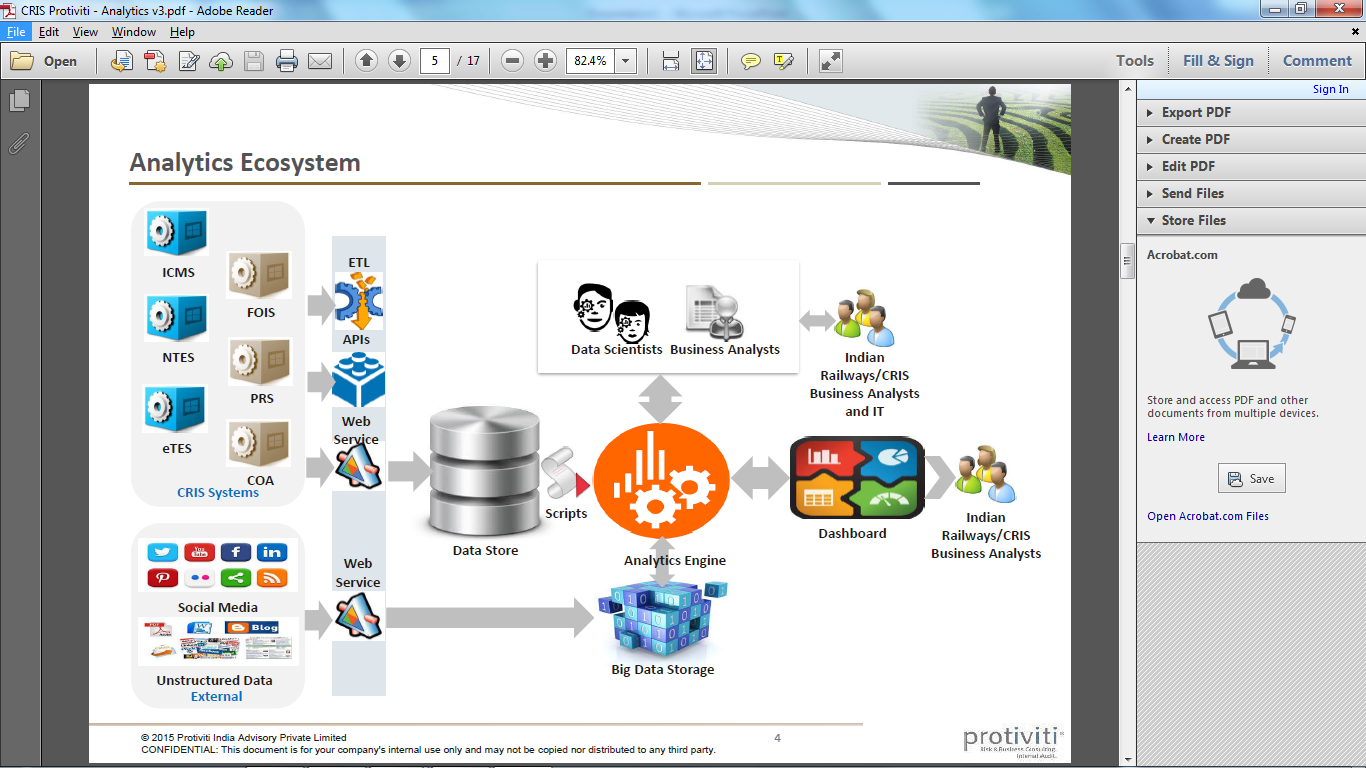 CRIS Protiviti - Analytics v3.pdf - Adobe Reader
File Edit View Window Help
Open 5 / 17 82.4% Tools Fill & Sign Comment
Sign In
Export PDF
Create PDF
Edit PDF
Send Files
Store Files
Acrobat.com
Store and access PDF and other
documents from multiple devices.
Learn More
Save
Open Acrobat.com Files
Analytics Ecosystem
ICMS
FOIS
NTES
PRS
eTES
COA
CRIS Systems
ETL
APIs
Web
Service
Data Store
Scripts
Data Scientists Business Analysts
Indian
Railways/CRIS
Business Analysts
and IT
Analytics Engine
Dashboard
Indian
Railways/CRIS
Business Analysts
Social Media
Blog
Unstructured Data
External
Web
Service
Big Data Storage
© 2015 Protiviti India Advisory Private Limited
CONFIDENTIAL: This document is for your company's internal use only and may not be copied nor distributed to any third party.
4
protiviti
Risk & Business Consulting.
Internal Audit.